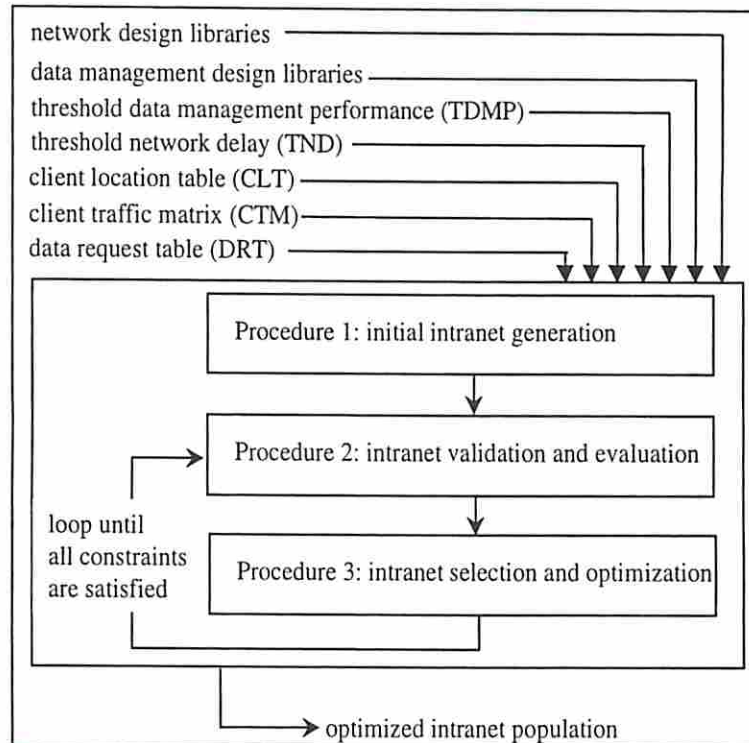 network design libraries
data management design libraries
threshold data management performance (TDMP)
threshold network delay (TND)
client location table (CLT)
client traffic matrix (CTM)
data request table (DRT)
Procedure 1: initial intranet generation
Procedure 2: intranet validation and evaluation
loop until
all constraints
are satisfied
Procedure 3: intranet selection and optimization
optimized intranet population